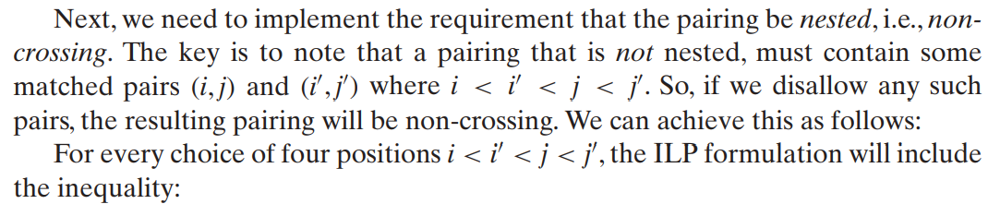 Next, we need to implement the requirement that the pairing be nested, i.e., non-
crossing. The key is to note that a pairing that is not nested, must contain some
matched pairs (i,j) and (i′,j′) where i < i′ < j < j′. So, if we disallow any such
pairs, the resulting pairing will be non-crossing. We can achieve this as follows:
For every choice of four positions i < i′ < j < j′, the ILP formulation will include
the inequality: